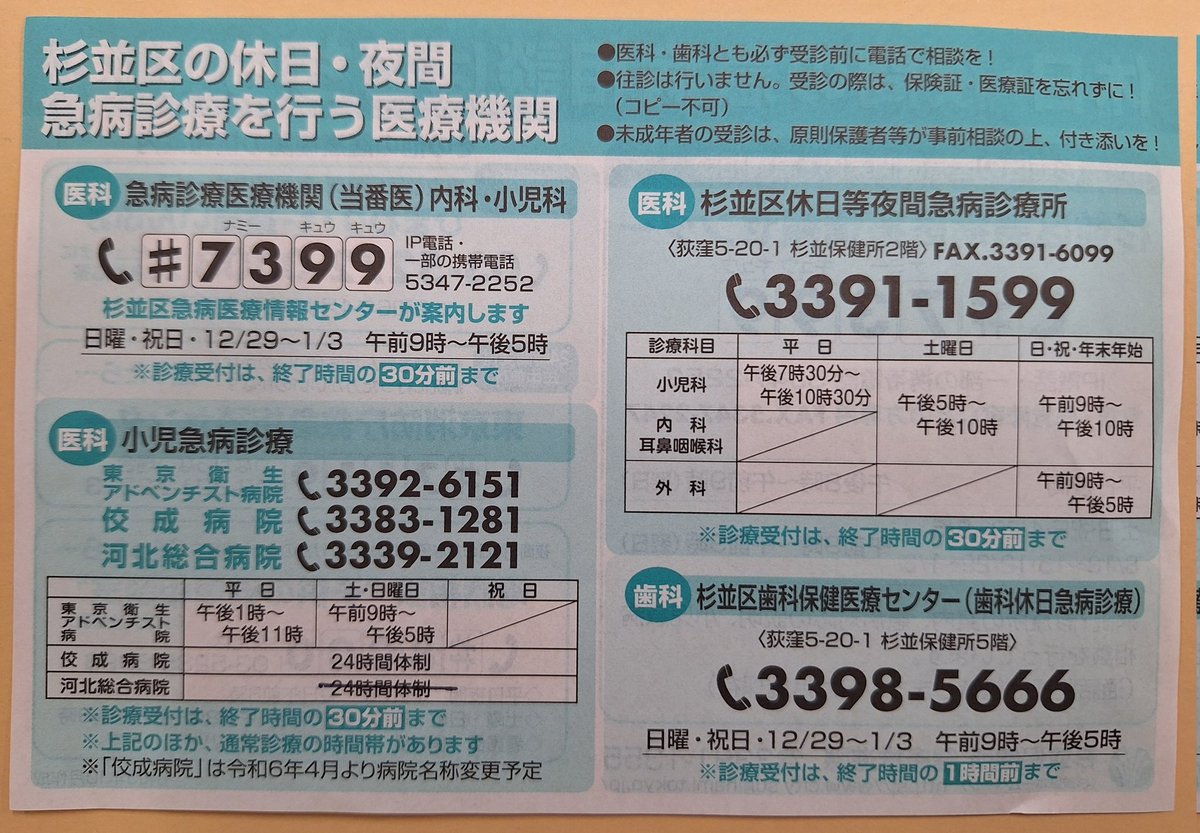 杉並区の休日・夜間
急病診療を行う医療機関
●医科・歯科とも必ず受診前に電話で相談を!
●往診は行いません。受診の際は、保険証・医療証を忘れずに!
(コピー不可)
●未成年者の受診は、原則保護者等が事前相談の上、付き添いを!
医科 急病診療医療機関(当番医)内科・小児科
ナミー キュウ キュウ
#7399
IP電話・
一部の携帯電話
5347-2252
杉並区急病医療情報センターが案内します
日曜・祝日・12/29〜1/3 午前9時〜午後5時
※診療受付は、終了時間の30分前まで
医科 小児急病診療
東京衛生
アドベンチスト病院 3392-6151
佼成病院 3383-1281
河北総合病院 3339-2121
平日 土・日曜日 祝日
東京衛生
アドベンチスト
病院
午後1時〜
午後11時
午前9時〜
午後5時
佼成病院 24時間体制
河北総合病院 24時間体制
※診療受付は、終了時間の30分前まで
※上記のほか、通常診療の時間帯があります
※「佼成病院」は令和6年4月より病院名称変更予定
医科 杉並区休日等夜間急病診療所
〈荻窪5-20-1 杉並保健所2階〉FAX.3391-6099
3391-1599
診療科目 平日 土曜日 日・祝・年末年始
小児科
午後7時30分〜
午後10時30分
内科
耳鼻咽喉科
午後5時〜
午後10時
午前9時〜
午後10時
外科
午前9時〜
午後5時
※診療受付は、終了時間の30分前まで
歯科 杉並区歯科保健医療センター(歯科休日急病診療)
〈荻窪5-20-1 杉並保健所5階〉
3398-5666
日曜・祝日・12/29〜1/3 午前9時〜午後5時
※診療受付は、終了時間の1時間前まで